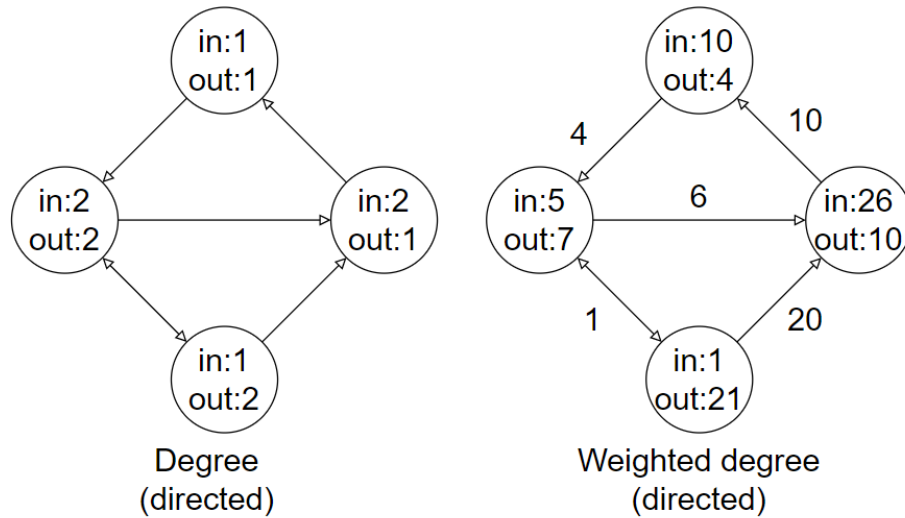 in:1
out:1
in:2
out:2
in:2
out:1
in:1
out:2
Degree
(directed)
in:10
out:4
4
10
in:5
out:7
6
in:26
out:10
1
20
in:1
out:21
Weighted degree
(directed)